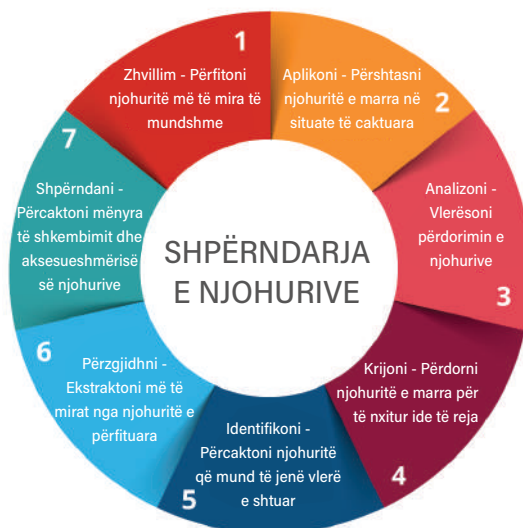 1
Zhvillim - Përfitoni
njohuritë më të mira të
mundshme
Aplikoni - Përshtasni
njohuritë e marra në
situate të caktuara
2
Analizoni -
Vlerësoni
përdorimin e
njohurive
3
Krijoni - Përdorni
njohuritë e marra për
të nxitur ide të reja
4
Identifikoni -
Përcaktoni njohuritë
që mund të jenë vlerë
e shtuar
5
6
Përzgjidhni -
Ekstraktoni më të
mirat nga njohuritë e
përfituara
7
Shpërndani -
Përcaktoni mënyra
të shkembimit dhe
aksesueshmërisë
së njohurive
SHPËRNDARJA
E NJOHURIVE